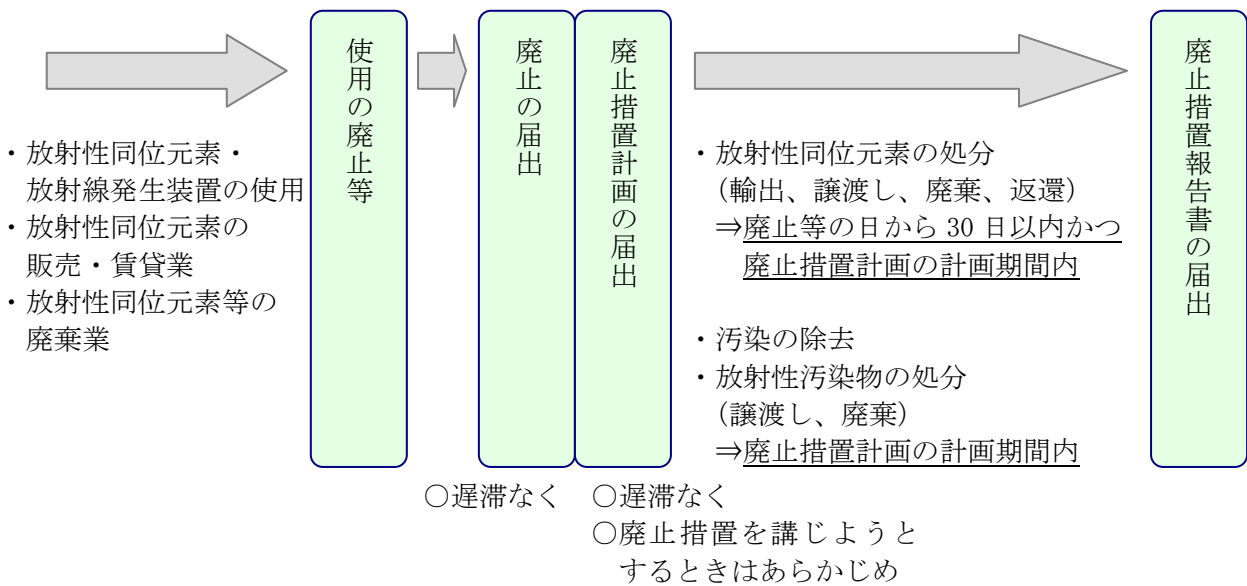 ・放射性同位元素・
放射線発生装置の使用
・放射性同位元素の
販売・賃貸業
・放射性同位元素等の
廃棄業
使用の廃止等
廃止の届出
○遅滞なく
廃止措置計画の届出
○遅滞なく
○廃止措置を講じようと
するときはあらかじめ
・放射性同位元素の処分
(輸出、譲渡し、廃棄、返還)
⇒廃止等の日から 30 日以内かつ
廃止措置計画の計画期間内
・汚染の除去
・放射性汚染物の処分
(譲渡し、廃棄)
⇒廃止措置計画の計画期間内
廃止措置報告書の届出